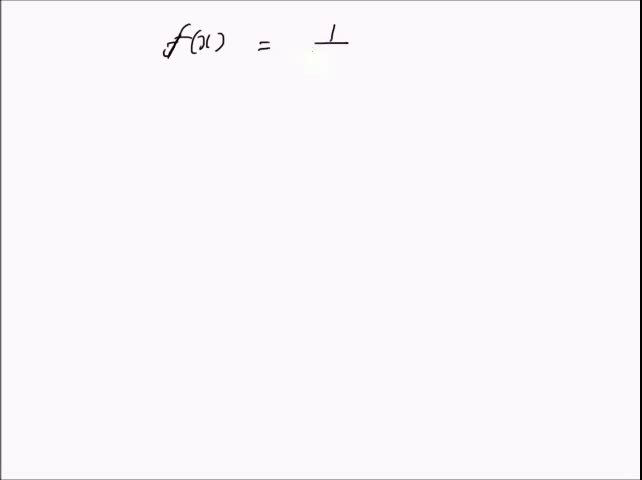 f(x) = 1/